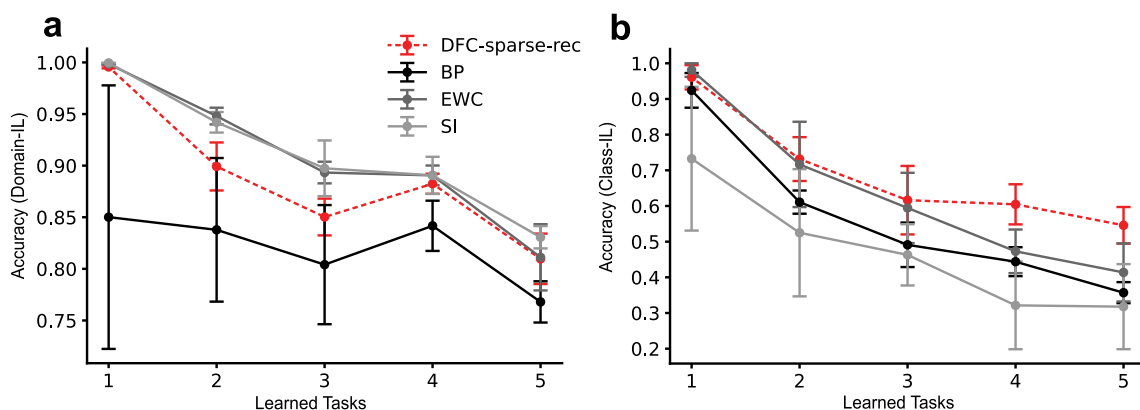 a
Accuracy (Domain-IL)
1.00
0.95
0.90
0.85
0.80
0.75
1 2 3 4 5
Learned Tasks
DFC-sparse-rec
BP
EWC
SI
b
Accuracy (Class-IL)
1.0
0.9
0.8
0.7
0.6
0.5
0.4
0.3
0.2
1 2 3 4 5
Learned Tasks